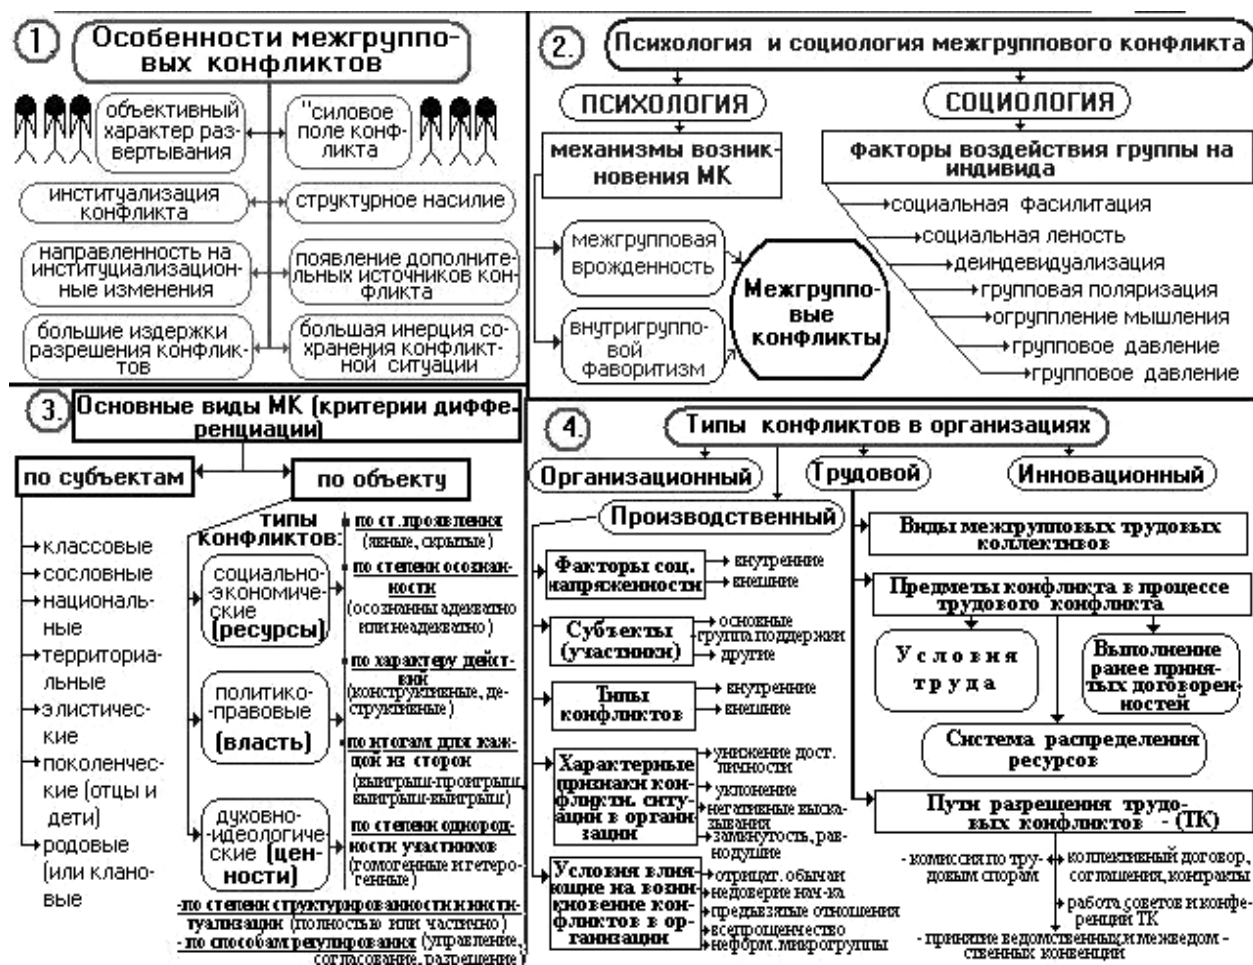 1
Особенности межгруппо-
вых конфликтов
объективный
характер раз-
вертывания
"силовое
поле конф-
ликта
институализация
конфликта
структурное насилие
направленность на
институциализацион-
ные изменения
появление дополните-
льных источников кон-
фликта
большие издержки
разрешения конфлик-
тов
большая инерция со-
хранения конфликт-
ной ситуации
2.
Психология и социология межгруппового конфликта
ПСИХОЛОГИЯ
СОЦИОЛОГИЯ
механизмы возник-
новения МК
факторы воздействия группы на
индивида
межгрупповая
врожденность
внутригруппо-
вой
фаворитизм
Межгруппо-
вые
конфликты
социальная фасилитация
социальная леность
деиндевидуализация
групповая поляризация
огруппление мышления
групповое давление
групповое давление
3.
Основные виды МК (критерии диффе-
ренциации)
по субъектам
по объекту
классовые
сословные
националь-
ные
территориа-
льные
элистичес-
кие
поколенчес-
кие (отцы и
дети)
родовые
(или клано-
вые
ТИПЫ
КОНФЛИКТОВ:
социально-
-экономиче-
ские
(ресурсы)
политико-
-правовые
(власть)
духовно-
-идеологиче-
ские (цен-
ности)
по ст. проявления
(явные, скрытые)
по степени осознан-
ности
(осознанны адекватно
или неадекватно)
по характеру дейст-
вий
(конструктивные, де-
структивные)
по итогам для каж-
дой из сторон
(выигрыш-проигрыш,
выигрыш-выигрыш)
по степени однород-
ности участников
(гомогенные и гетеро-
генные)
-по степени структурированности и инсти-
туализации (полностью или частично)
- по способам регулирования (управление,
согласование, разрешение)
4.
Типы конфликтов в организациях
Организационный
Трудовой
Инновационный
Производственный
Факторы соц.
напряженности
внутренние
внешние
Субъекты
(участники)
основные
группа поддержки
другие
Типы
конфликтов
внутренние
внешние
Характерные
признаки кон-
фликтн. ситу-
аций в органи-
зации
унижение дост.
личности
уклонение
негативные выска-
зывания
замкнутость, рав-
нодушие
Условия влия-
ющие на возни-
кновение кон-
фликтов в ор-
ганизации
отрицат. обычаи
недоверие нач-ка
предвзятые отношения
всепрощенчество
неформ. микрогруппы
Виды межгрупповых трудовых
коллективов
Предметы конфликта в процессе
трудового конфликта
Условия
труда
Выполнение
ранее приня-
тых договорен-
ностей
Система распределения
ресурсов
Пути разрешения трудо-
вых конфликтов - (ТК)
- комиссия по тру-
довым спорам
коллективный договор,
соглашения, контракты
работа советов и конфе-
ренций ТК
- принятие ведомственных и межведом-
ственных конвенций